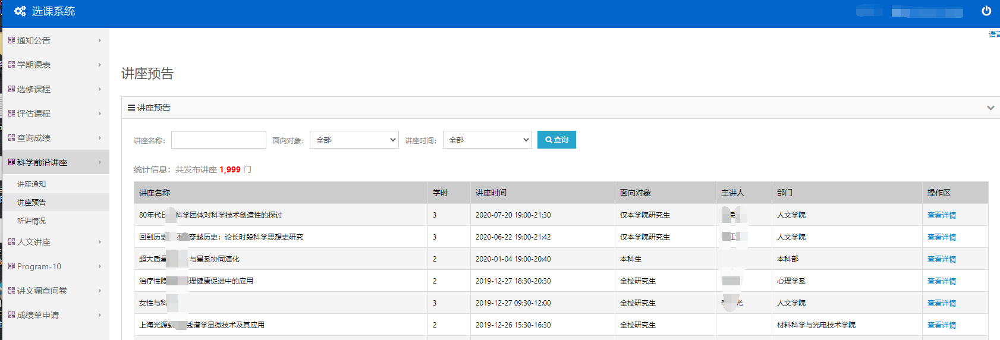 选课系统
语言
通知公告
学期课表
选修课程
评估课程
查询成绩
科学前沿讲座
讲座通知
讲座预告
听讲情况
人文讲座
Program-10
讲义调查问卷
成绩单申请
讲座预告
讲座预告
讲座名称： 面向对象： 全部 讲座时间： 全部 查询
统计信息：共发布讲座 1,999 门
讲座名称 学时 讲座时间 面向对象 主讲人 部门 操作区
80年代日 科学团体对科学技术创造性的探讨 3 2020-07-20 19:00-21:30 仅本学院研究生 人文学院 查看详情
回到历史 穿越历史：论长时段科学思想史研究 3 2020-06-22 19:00-21:42 仅本学院研究生 人文学院 查看详情
超大质量 与星系协同演化 2 2020-01-04 19:00-20:40 本科生 本科部 查看详情
治疗性 理健康促进中的应用 2 2019-12-27 18:30-20:30 全校研究生 心理学系 查看详情
女性与科 3 2019-12-27 09:30-12:00 全校研究生 光 人文学院 查看详情
上海光源软 线谱学显微技术及其应用 2 2019-12-26 15:30-16:30 全校研究生 材料科学与光电技术学院 查看详情